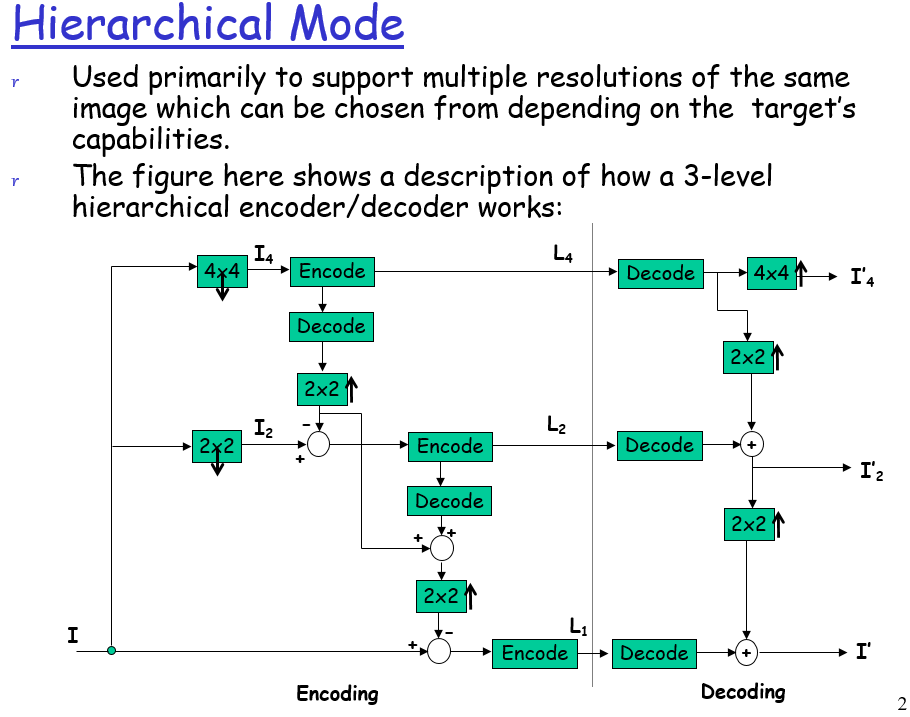 Hierarchical Mode
r Used primarily to support multiple resolutions of the same
image which can be chosen from depending on the target's
capabilities.
r The figure here shows a description of how a 3-level
hierarchical encoder/decoder works:
4x4 I4 Encode L4 Decode 4x4 I'4
Decode
2x2
2x2
-
2x2 I2 + Encode L2 Decode + I'2
Decode
2x2
+ +
2x2
-
I + Encode L1 Decode + I'
Encoding Decoding
2